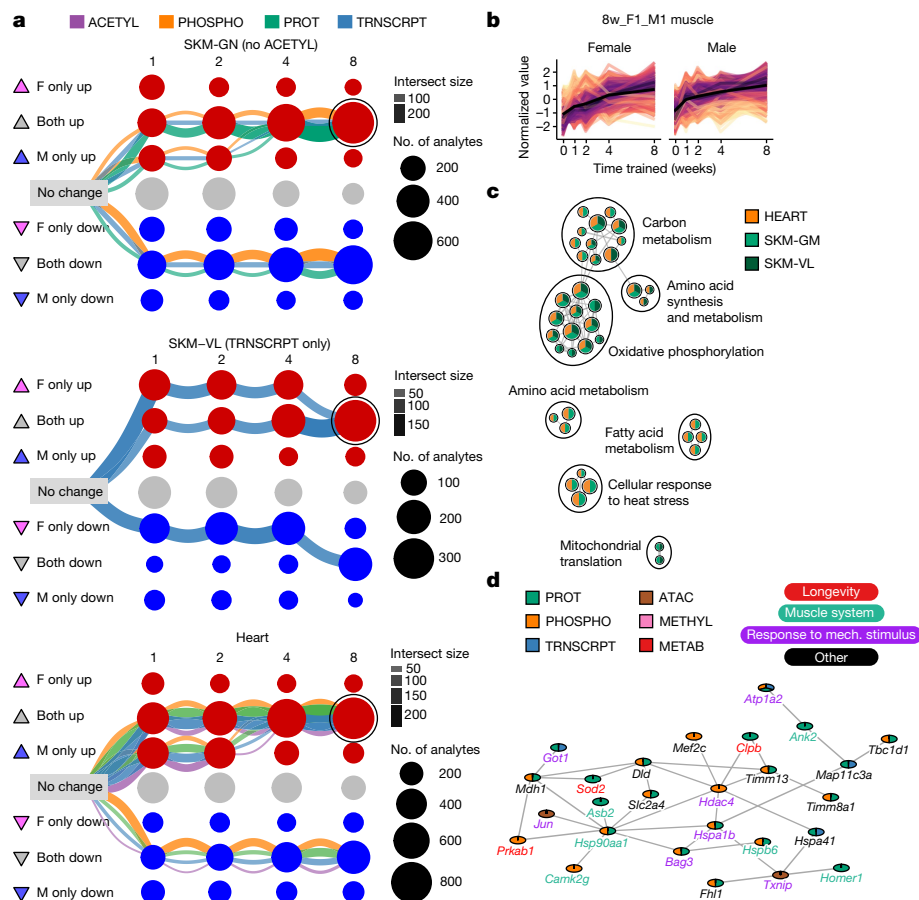 a
ACETYL PHOSPHO PROT TRNSCRPT
SKM-GN (no ACETYL)
1 2 4 8
F only up
Both up
M only up
No change
F only down
Both down
M only down
Intersect size
100
200
No. of analytes
200
400
600
SKM–VL (TRNSCRPT only)
1 2 4 8
F only up
Both up
M only up
No change
F only down
Both down
M only down
Intersect size
50
100
150
No. of analytes
100
200
300
Heart
1 2 4 8
F only up
Both up
M only up
No change
F only down
Both down
M only down
Intersect size
50
100
150
200
No. of analytes
200
400
600
800
b
8w_F1_M1 muscle
Female Male
Normalized value
2
1
0
−1
−2
0 1 2 4 8 0 1 2 4 8
Time trained (weeks)
c
HEART
SKM-GM
SKM-VL
Carbon
metabolism
Amino acid
synthesis
and metabolism
Oxidative phosphorylation
Amino acid metabolism
Fatty acid
metabolism
Cellular response
to heat stress
Mitochondrial
translation
d
PROT ATAC
PHOSPHO METHYL
TRNSCRPT METAB
Longevity
Muscle system
Response to mech. stimulus
Other
Atp1a2
Ank2
Tbc1d1
Mef2c
Clpb
Got1
Dld
Timm13
Map11c3a
Mdh1
Sod2
Slc2a4
Hdac4
Timm8a1
Asb2
Jun
Hsp90aa1
Hspa1b
Hspa41
Prkab1
Bag3
Hspb6
Camk2g
Fhl1
Txnip
Homer1